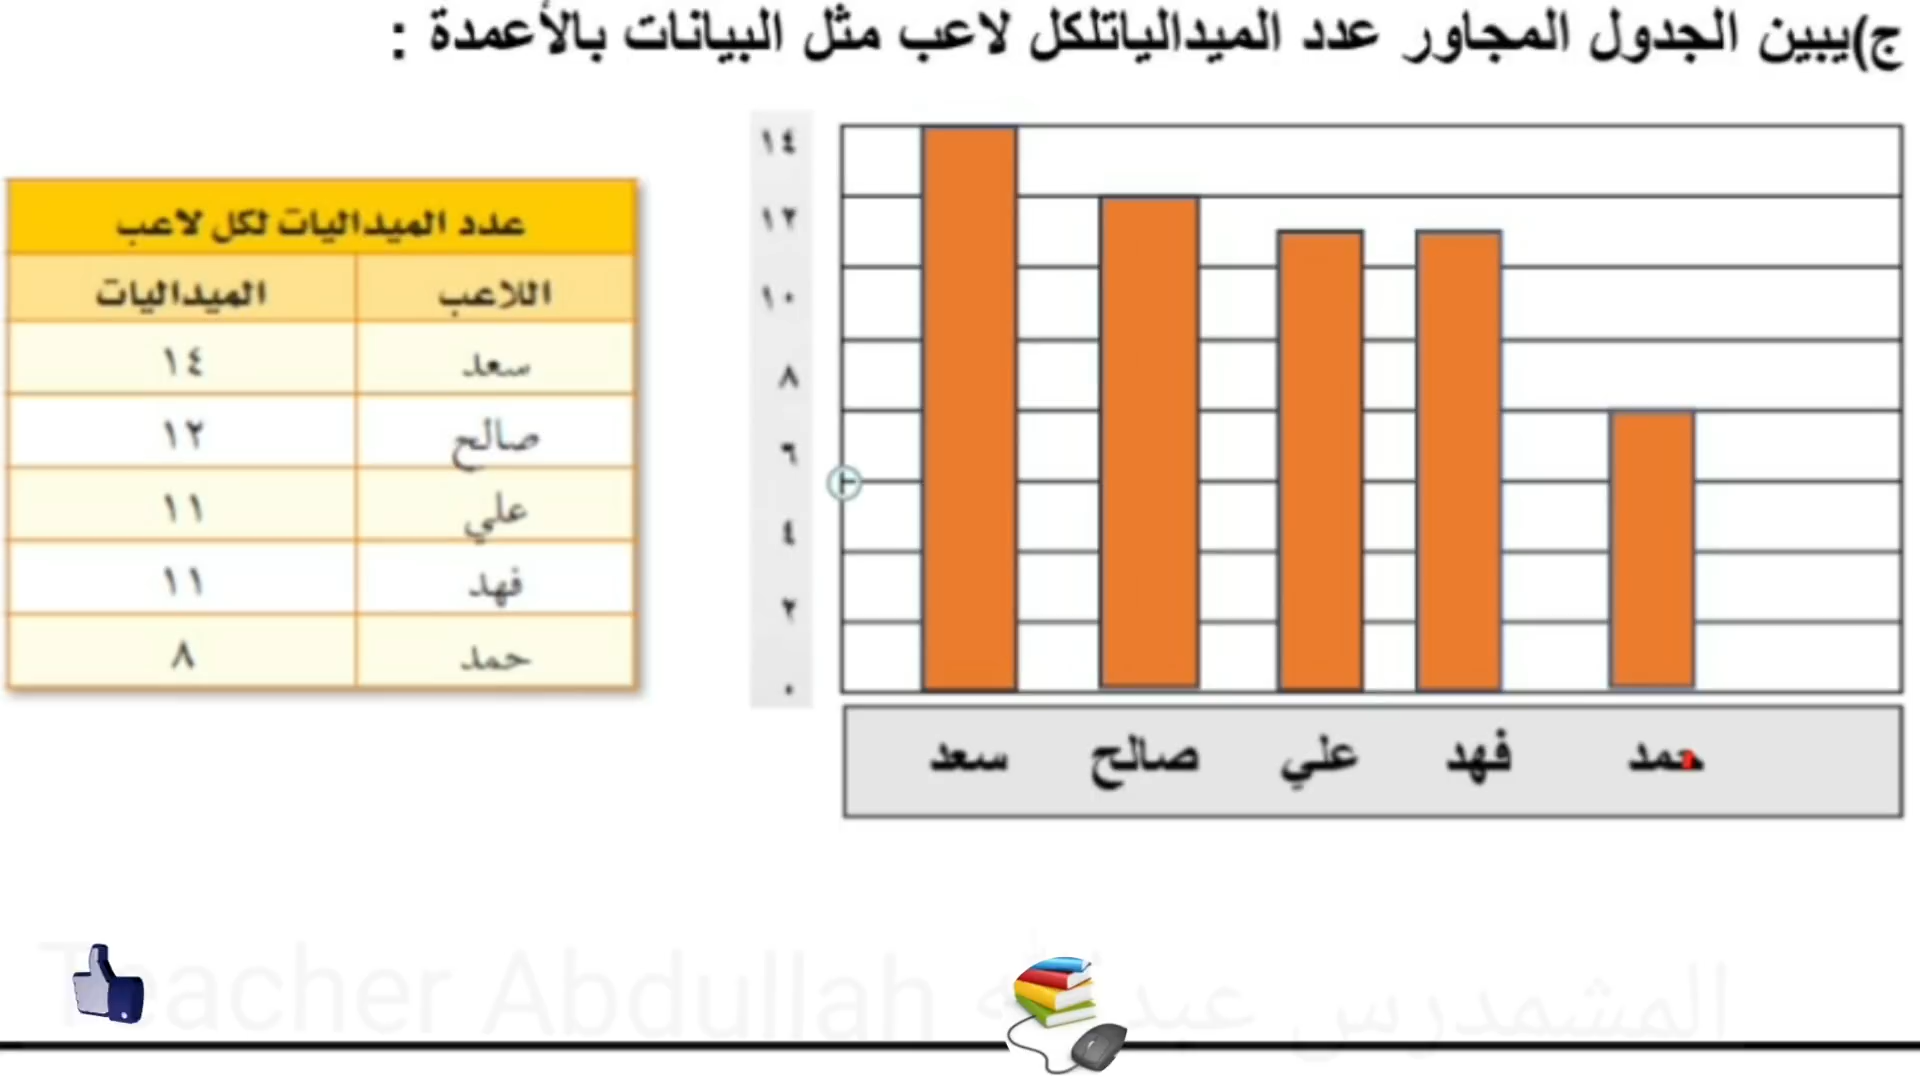 ج)يبين الجدول المجاور عدد الميدالياتلكل لاعب مثل البيانات بالأعمدة :
١٤
١٢
١٠
٨
٦
٤
٢
٠
سعد صالح علي فهد حمد
عدد الميداليات لكل لاعب
اللاعب الميداليات
سعد ١٤
صالح ١٢
علي ١١
فهد ١١
حمد ٨
Teacher Abdullah المشمدرس عبدالله